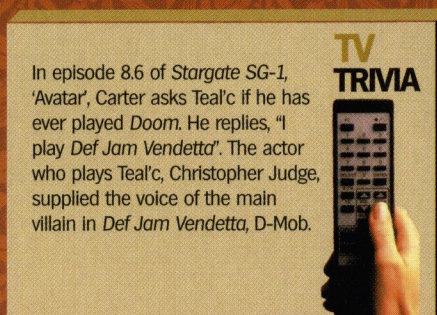 TV
TRIVIA
In episode 8.6 of Stargate SG-1,
‘Avatar’, Carter asks Teal’c if he has
ever played Doom. He replies, “I
play Def Jam Vendetta”. The actor
who plays Teal’c, Christopher Judge,
supplied the voice of the main
villain in Def Jam Vendetta, D-Mob.